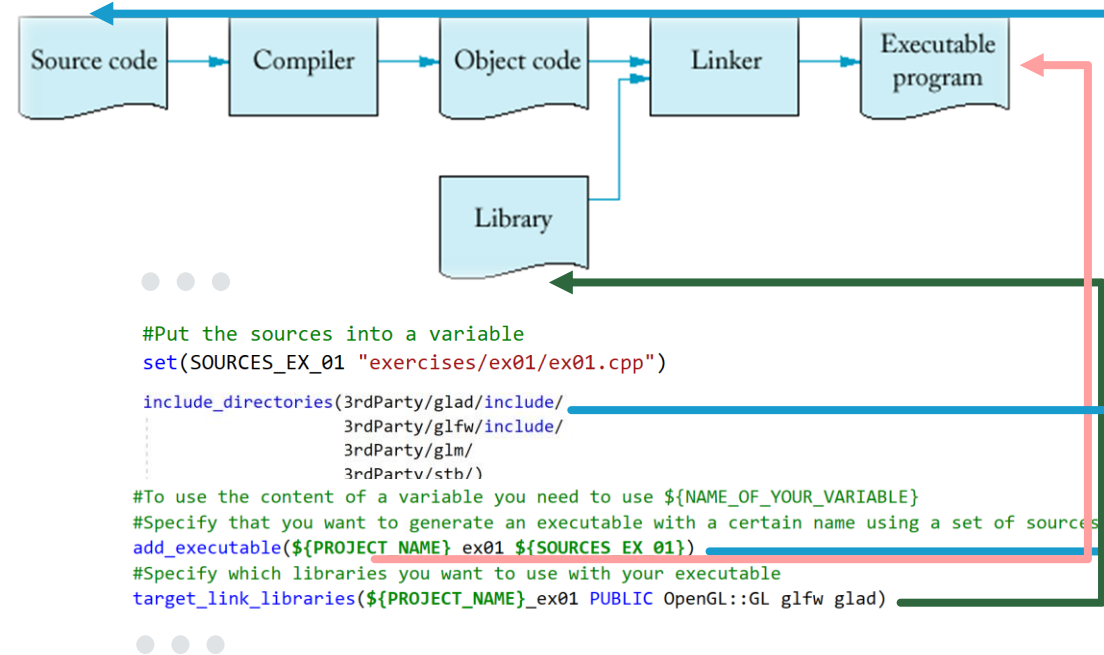 Source code
Compiler
Object code
Linker
Executable
program
Library
#Put the sources into a variable
set(SOURCES_EX_01 "exercises/ex01/ex01.cpp")
include_directories(3rdParty/glad/include/
3rdParty/glfw/include/
3rdParty/glm/
3rdParty/stb/)
#To use the content of a variable you need to use ${NAME_OF_YOUR_VARIABLE}
#Specify that you want to generate an executable with a certain name using a set of sources
add_executable(${PROJECT_NAME}_ex01 ${SOURCES_EX_01})
#Specify which libraries you want to use with your executable
target_link_libraries(${PROJECT_NAME}_ex01 PUBLIC OpenGL::GL glfw glad)